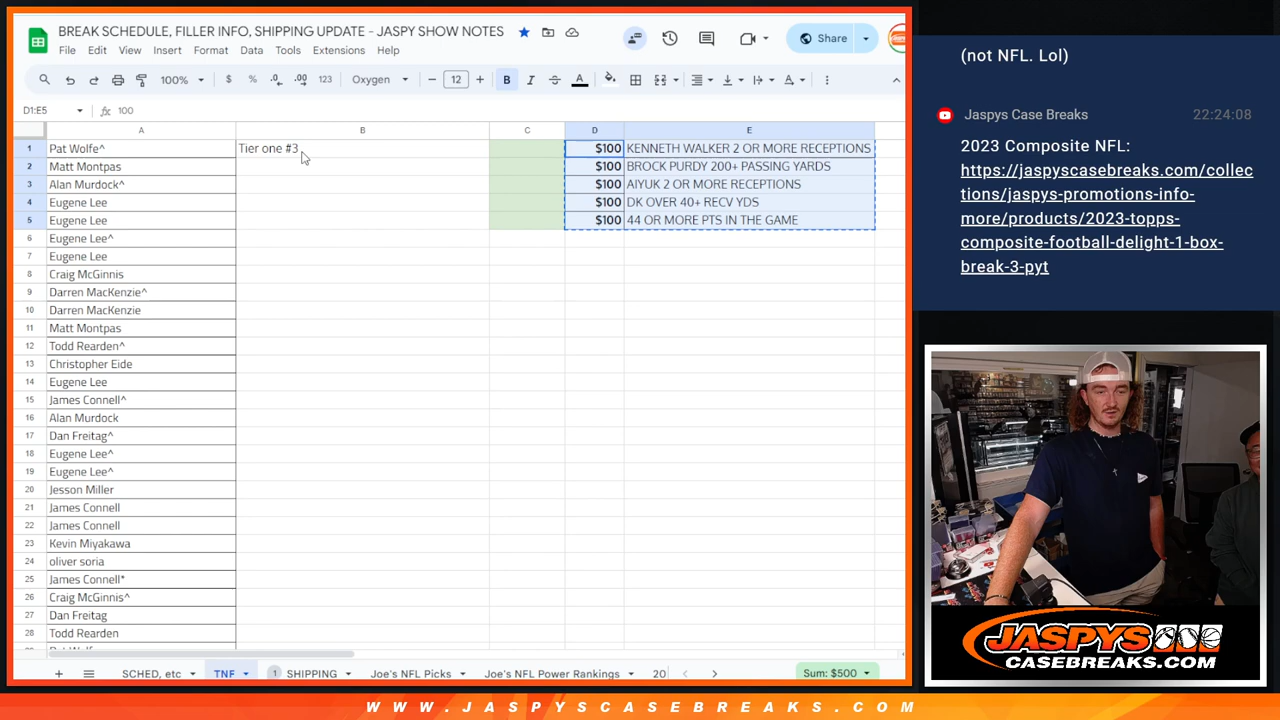 BREAK SCHEDULE, FILLER INFO, SHIPPING UPDATE - JASPY SHOW NOTES
File Edit View Insert Format Data Tools Extensions Help
Share
100% $ % .0 .00 123 Oxygen 12 B I A
D1:E5 fx 100
A B C D E
1 Pat Wolfe^ Tier one #3 $100 KENNETH WALKER 2 OR MORE RECEPTIONS
2 Matt Montpas $100 BROCK PURDY 200+ PASSING YARDS
3 Alan Murdock^ $100 AIYUK 2 OR MORE RECEPTIONS
4 Eugene Lee $100 DK OVER 40+ RECV YDS
5 Eugene Lee $100 44 OR MORE PTS IN THE GAME
6 Eugene Lee^
7 Eugene Lee
8 Craig McGinnis
9 Darren MacKenzie^
10 Darren MacKenzie
11 Matt Montpas
12 Todd Rearden^
13 Christopher Eide
14 Eugene Lee
15 James Connell^
16 Alan Murdock
17 Dan Freitag^
18 Eugene Lee^
19 Eugene Lee^
20 Jesson Miller
21 James Connell
22 James Connell
23 Kevin Miyakawa
24 oliver soria
25 James Connell*
26 Craig McGinnis^
27 Dan Freitag
28 Todd Rearden
SCHED, etc TNF 1 SHIPPING Joe's NFL Picks Joe's NFL Power Rankings 20 Sum: $500
(not NFL. Lol)
Jaspys Case Breaks 22:24:08
2023 Composite NFL:
https://jaspyscasebreaks.com/collec
tions/jaspys-promotions-info-
more/products/2023-topps-
composite-football-delight-1-box-
break-3-pyt
JASPYS
CASEBREAKS.COM
WWW.JASPYSCASEBREAKS.COM